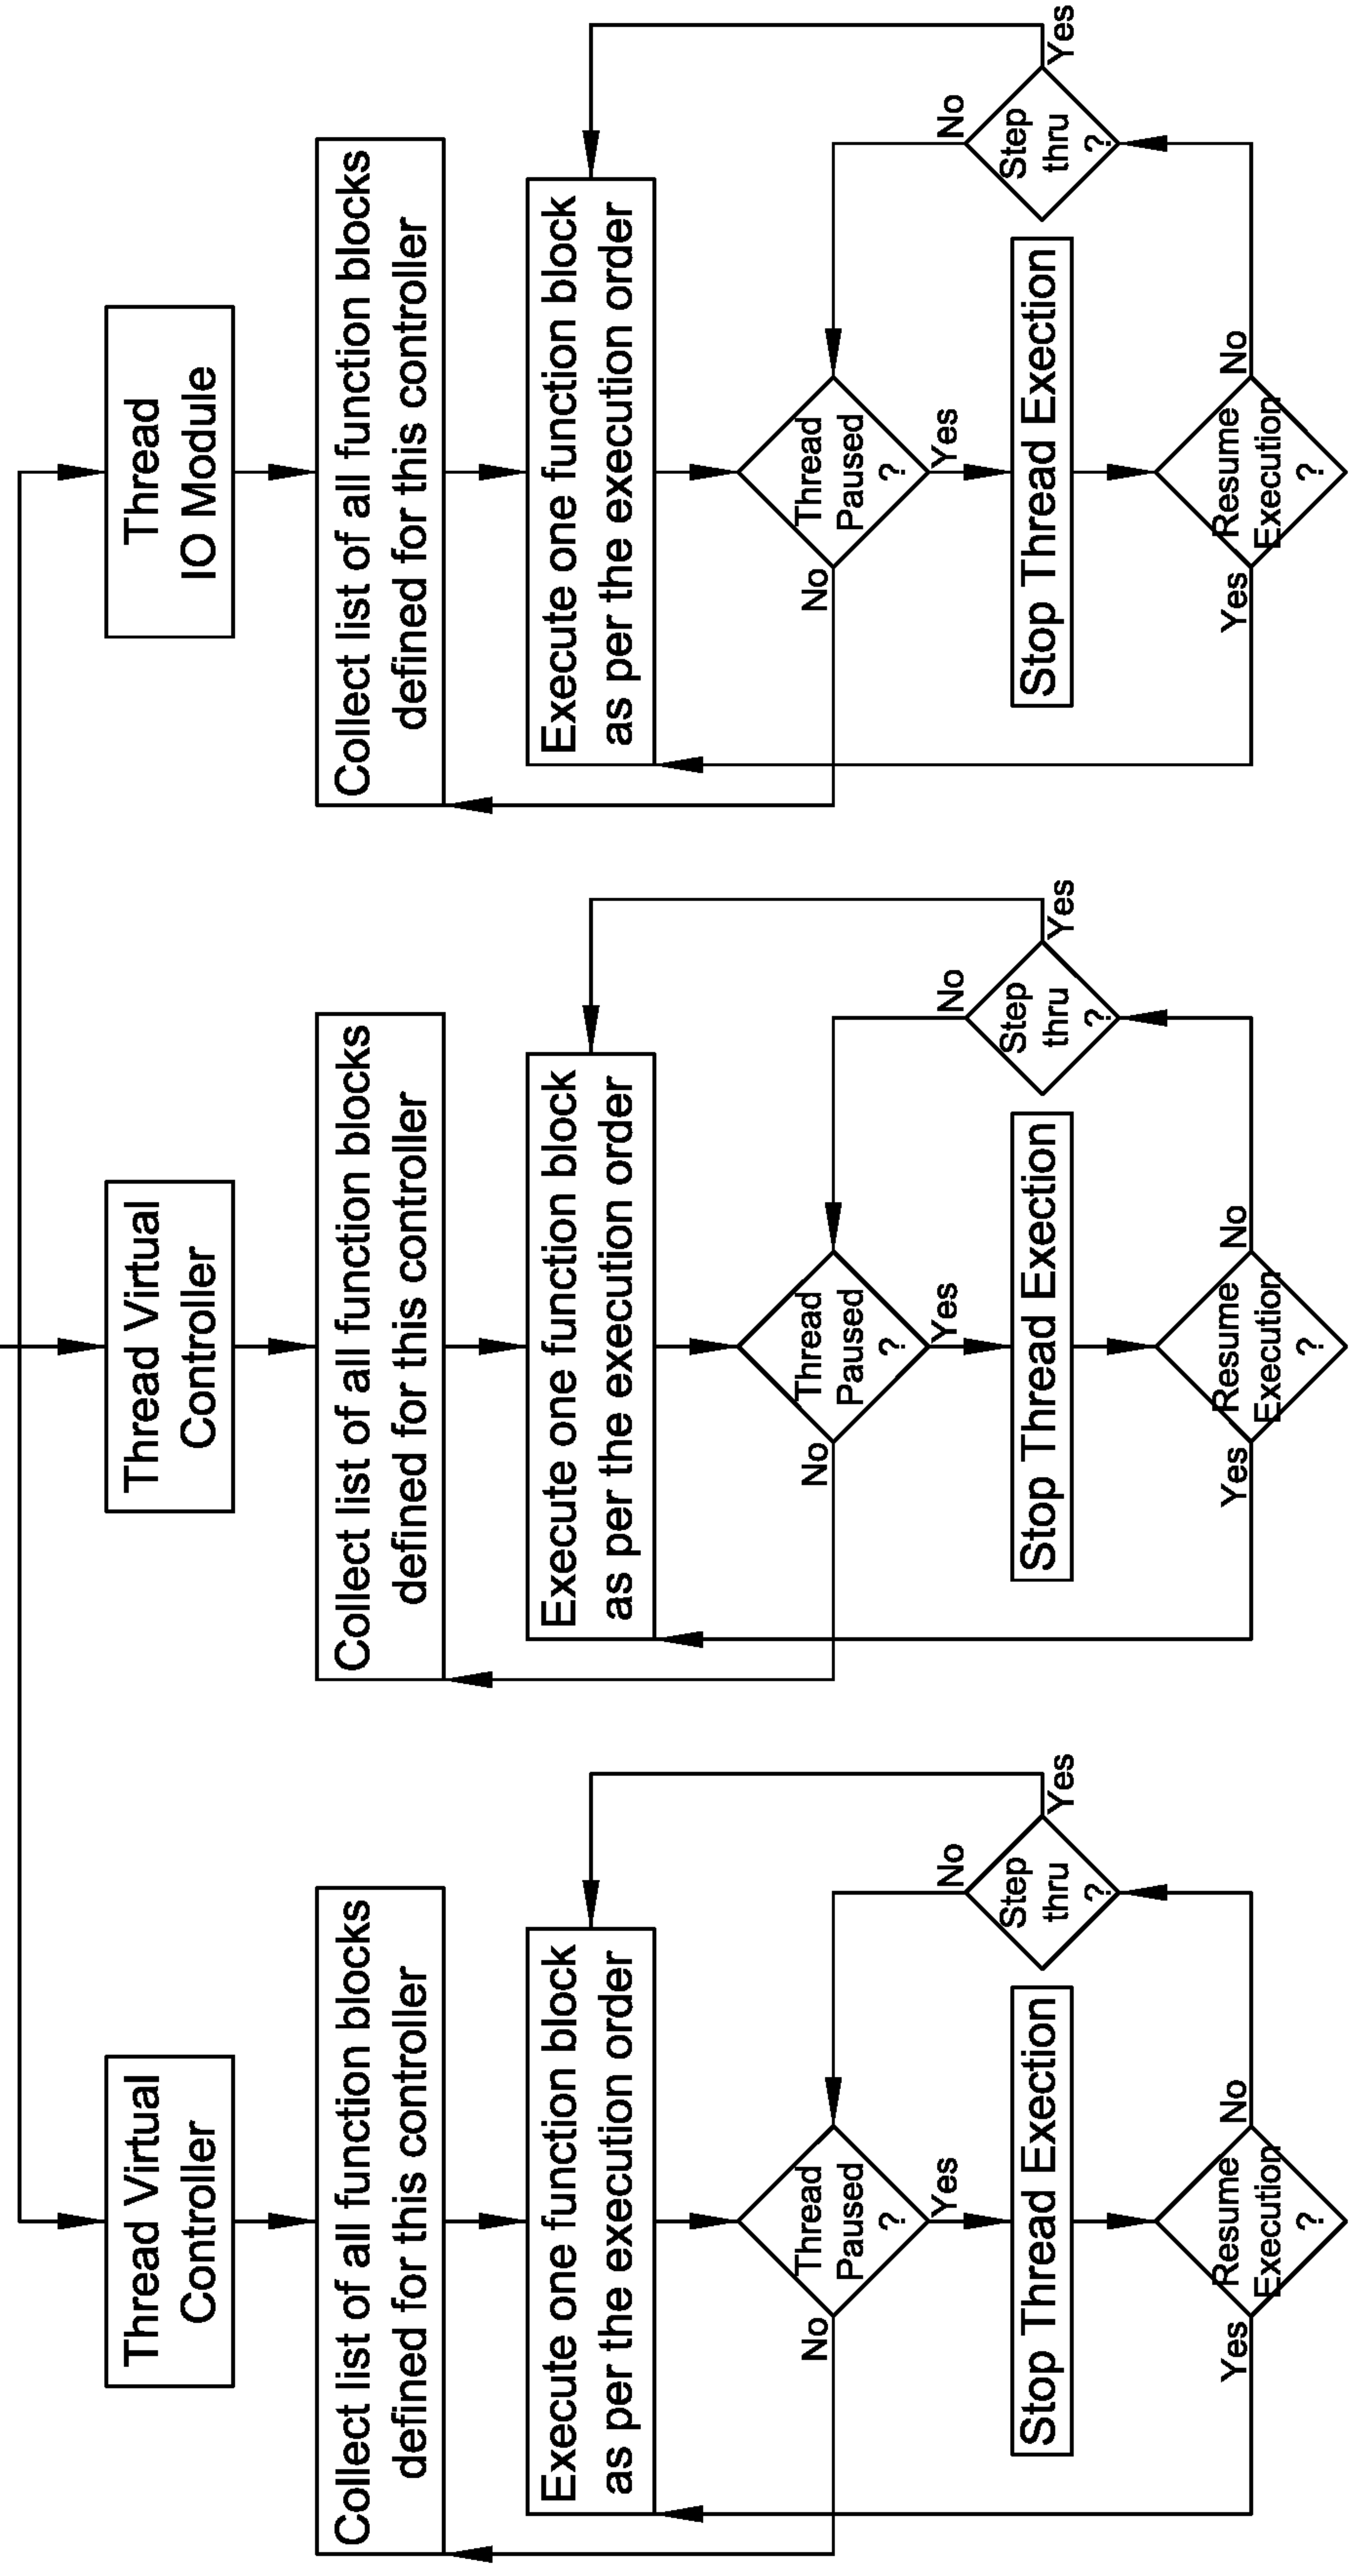 Thread Virtual
Controller
Collect list of all function blocks
defined for this controller
Execute one function block
as per the execution order
Thread
Paused
?
No
Yes
Stop Thread Exection
Resume
Execution
?
Yes
No
Step
thru
?
No
Yes
Thread Virtual
Controller
Collect list of all function blocks
defined for this controller
Execute one function block
as per the execution order
Thread
Paused
?
No
Yes
Stop Thread Exection
Resume
Execution
?
Yes
No
Step
thru
?
No
Yes
Thread
IO Module
Collect list of all function blocks
defined for this controller
Execute one function block
as per the execution order
Thread
Paused
?
No
Yes
Stop Thread Exection
Resume
Execution
?
Yes
No
Step
thru
?
No
Yes